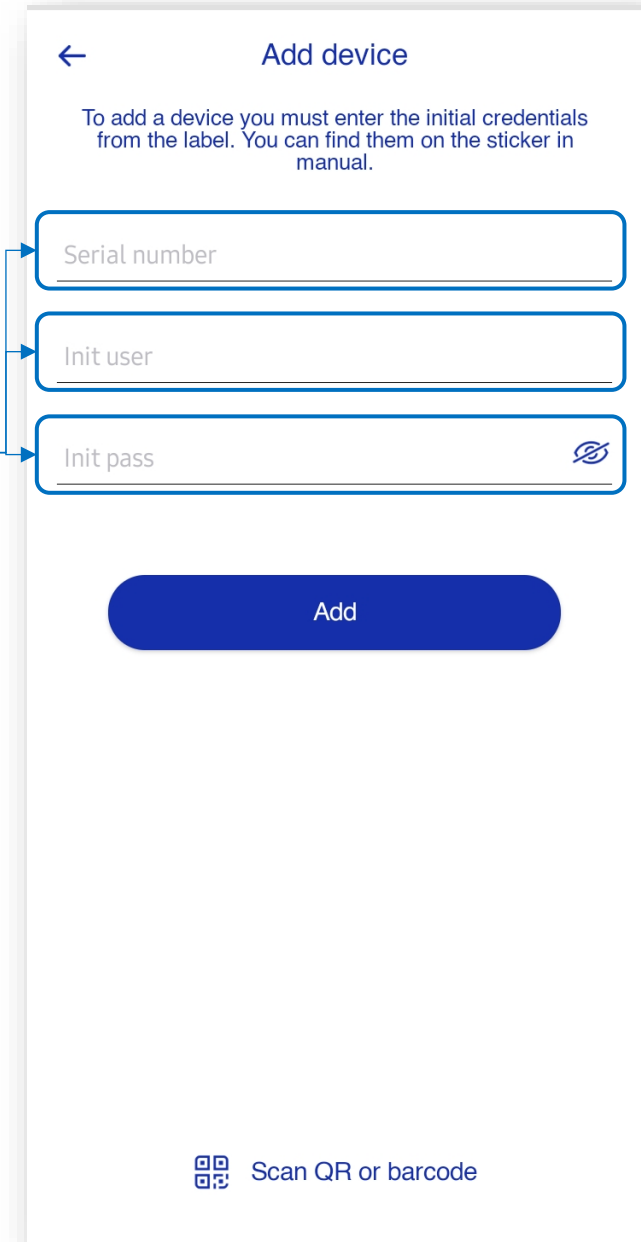 Add device
To add a device you must enter the initial credentials
from the label. You can find them on the sticker in
manual.
Serial number
Init user
Init pass
Add
Scan QR or barcode